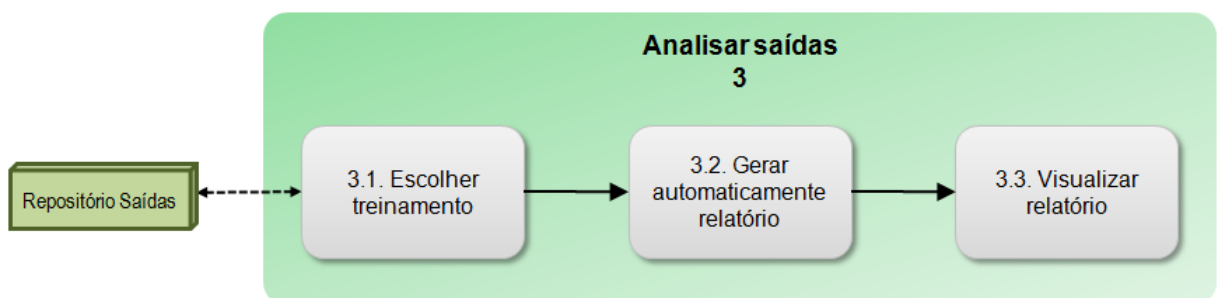 Analisar saídas
3
Repositório Saídas
3.1. Escolher
treinamento
3.2. Gerar
automaticamente
relatório
3.3. Visualizar
relatório